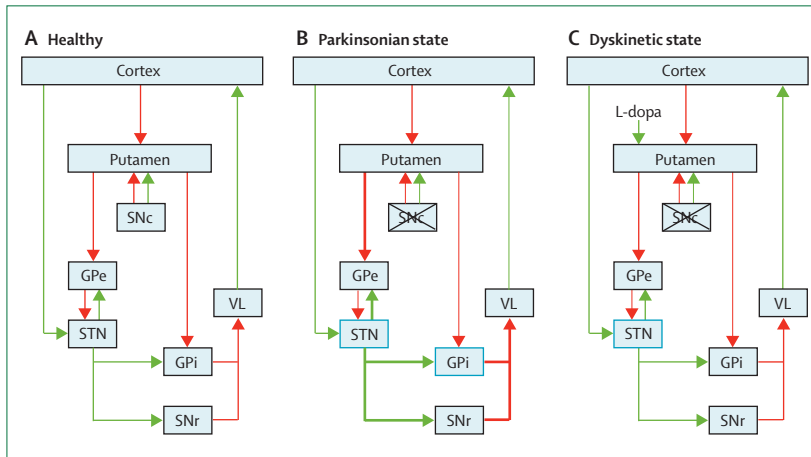 A Healthy
Cortex
Putamen
SNc
GPe
STN
VL
GPi
SNr
B Parkinsonian state
Cortex
Putamen
SNc
GPe
STN
VL
GPi
SNr
C Dyskinetic state
Cortex
L-dopa
Putamen
SNc
GPe
STN
VL
GPi
SNr